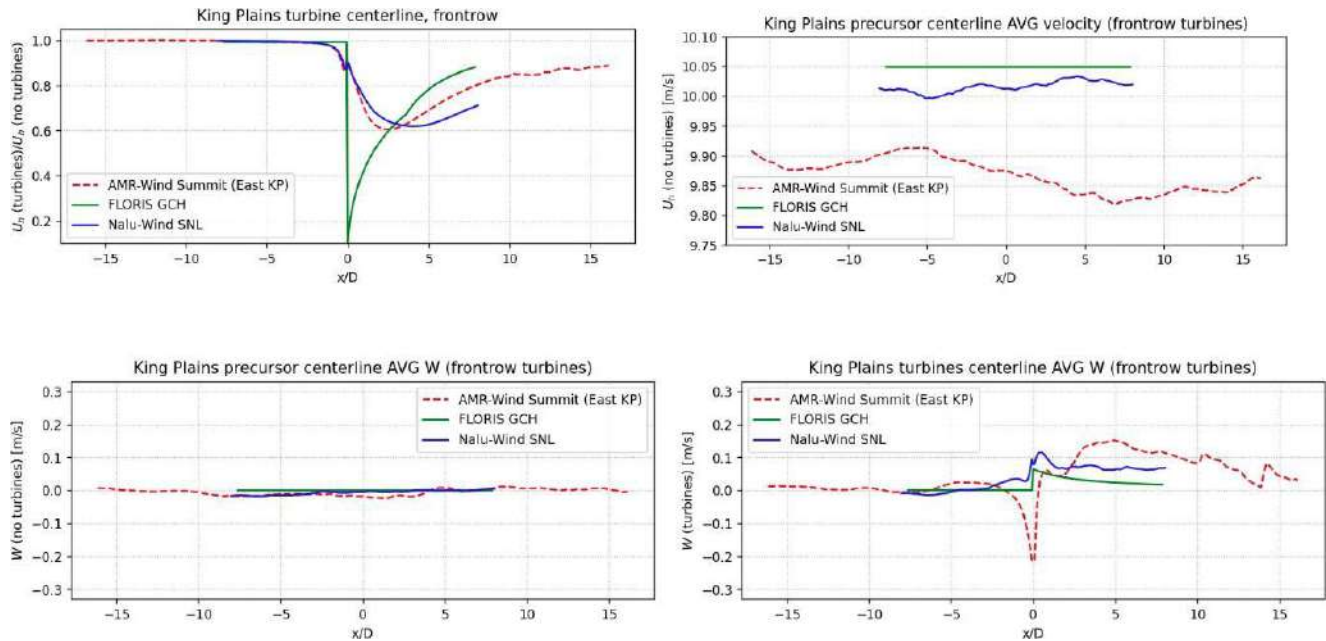 King Plains turbine centerline, frontrow
U_n (turbines)/U_n (no turbines)
1.0
0.8
0.6
0.4
0.2
AMR-Wind Summit (East KP)
FLORIS GCH
Nalu-Wind SNL
−15 −10 −5 0 5 10 15
x/D
King Plains precursor centerline AVG velocity (frontrow turbines)
U_h (no turbines) [m/s]
10.10
10.05
10.00
9.95
9.90
9.85
9.80
9.75
AMR-Wind Summit (East KP)
FLORIS GCH
Nalu-Wind SNL
−15 −10 −5 0 5 10 15
x/D
King Plains precursor centerline AVG W (frontrow turbines)
W (no turbines) [m/s]
0.3
0.2
0.1
0.0
−0.1
−0.2
−0.3
AMR-Wind Summit (East KP)
FLORIS GCH
Nalu-Wind SNL
−15 −10 −5 0 5 10 15
x/D
King Plains turbines centerline AVG W (frontrow turbines)
W (turbines) [m/s]
0.3
0.2
0.1
0.0
−0.1
−0.2
−0.3
AMR-Wind Summit (East KP)
FLORIS GCH
Nalu-Wind SNL
−15 −10 −5 0 5 10 15
x/D